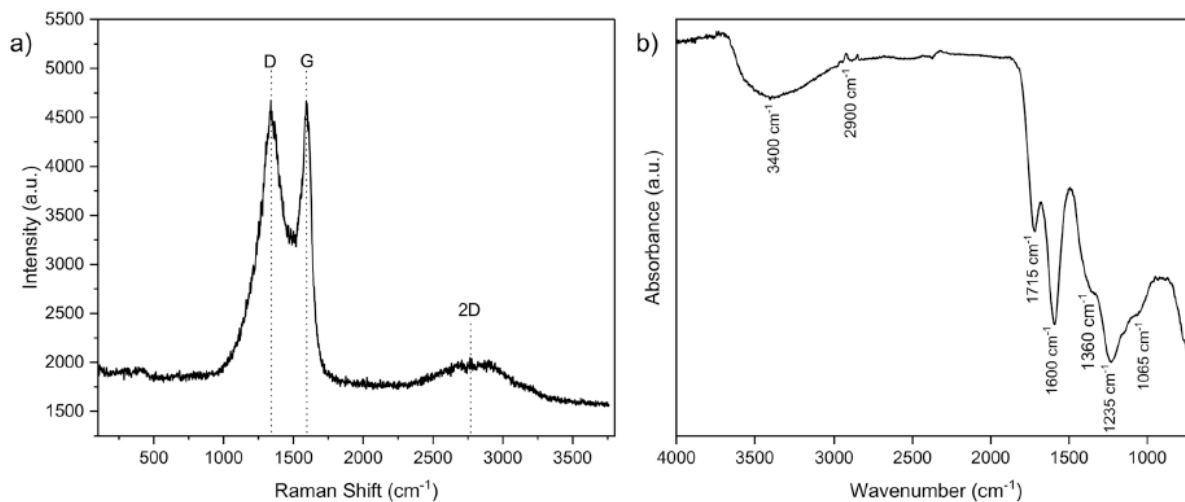 a)
5500
5000
4500
4000
3500
3000
2500
2000
1500
Intensity (a.u.)
D
G
2D
500
1000
1500
2000
2500
3000
3500
Raman Shift (cm⁻¹)
b)
Absorbance (a.u.)
3400 cm⁻¹
2900 cm⁻¹
1715 cm⁻¹
1600 cm⁻¹
1360 cm⁻¹
1235 cm⁻¹
1065 cm⁻¹
4000
3000
2000
1500
1000
Wavenumber (cm⁻¹)